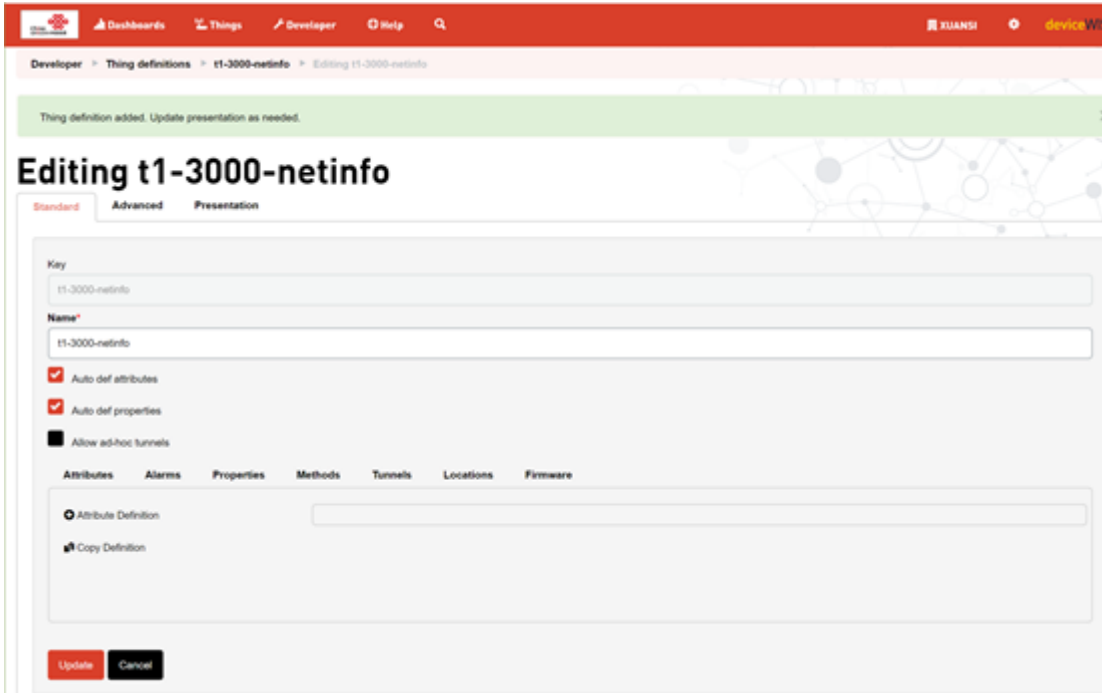 Dashboards Things Developer Help XUANSI deviceWI
Developer Thing definitions t1-3000-netinfo Editing t1-3000-netinfo
Thing definition added. Update presentation as needed.
Editing t1-3000-netinfo
Standard Advanced Presentation
Key
t1-3000-netinfo
Name*
t1-3000-netinfo
Auto def attributes
Auto def properties
Allow ad-hoc tunnels
Attributes Alarms Properties Methods Tunnels Locations Firmware
Attribute Definition
Copy Definition
Update Cancel